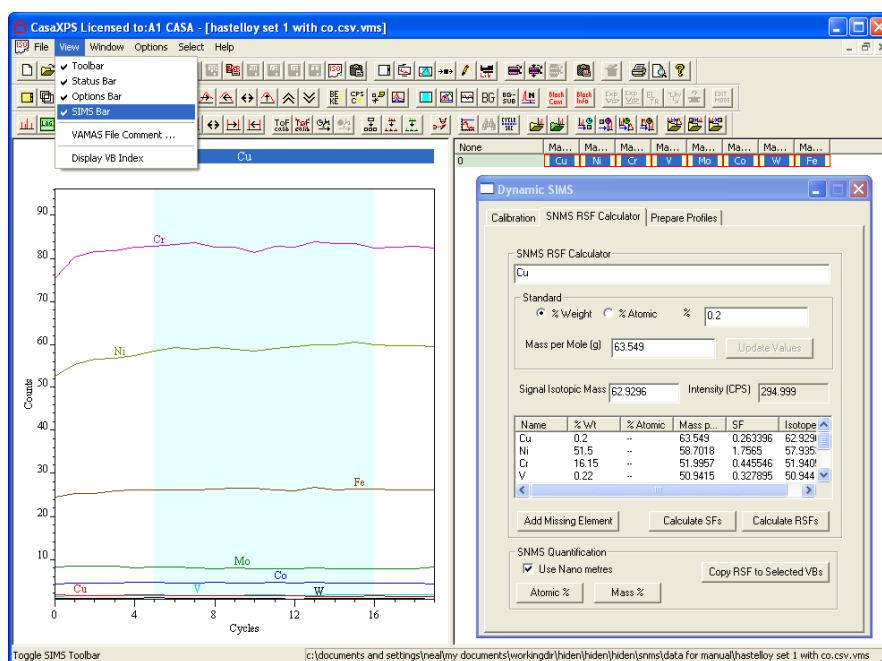 CasaXPS Licensed to:A1 CASA - [hastelloy set 1 with co.csv.vms]
File View Window Options Select Help
Toolbar
Status Bar
Options Bar
SIMS Bar
VAMAS File Comment ...
Display VB Index
Cu
None Ma... Ma... Ma... Ma... Ma... Ma... Ma... Ma...
0 Cu Ni Cr V Mo Co W Fe
Counts
90
80
70
60
50
40
30
20
10
Cr
Ni
Fe
Mo
Co
Cu V W
0 4 8 12 16
Cycles
Dynamic SIMS
Calibration SNMS RSF Calculator Prepare Profiles
SNMS RSF Calculator
Cu
Standard
% Weight % Atomic % 0.2
Mass per Mole (g) 63.549 Update Values
Signal Isotopic Mass 62.9296 Intensity (CPS) 294.999
Name % Wt % Atomic Mass p... SF Isotope
Cu 0.2 -- 63.549 0.263396
Ni 51.5 -- 58.7018 1.7565
Cr 16.15 -- 51.9957 0.445546
V 0.22 -- 50.9415 0.327895 50.944
Add Missing Element Calculate SFs Calculate RSFs
SNMS Quantification
Use Nano metres
Copy RSF to Selected VBs
Atomic % Mass %
Toggle SIMS Toolbar c:\documents and settings\neal\my documents\workingdir\hiden\hiden\hiden\snms\data for manual\hastelloy set 1 with co.csv.vms